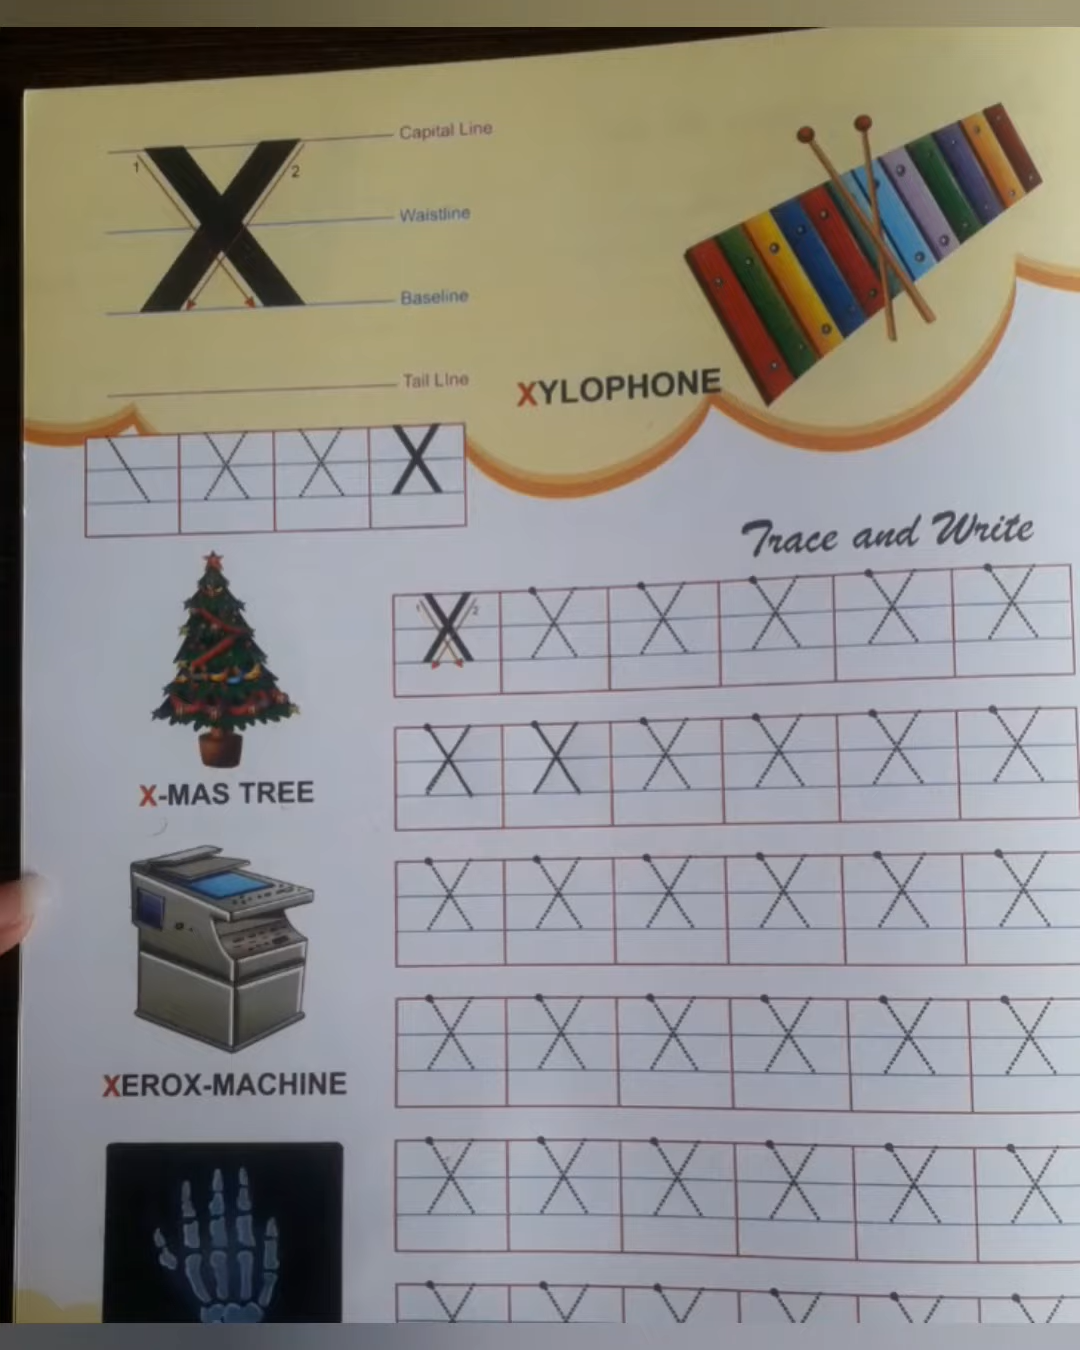 X
1
2
Capital Line
Waistline
Baseline
Tail Line
XYLOPHONE
X X X
Trace and Write
1 X 2 X X X X X
X X X X X X
X-MAS TREE
X X X X X X
XEROX-MACHINE
X X X X X X
X X X X X X
X X X X X X